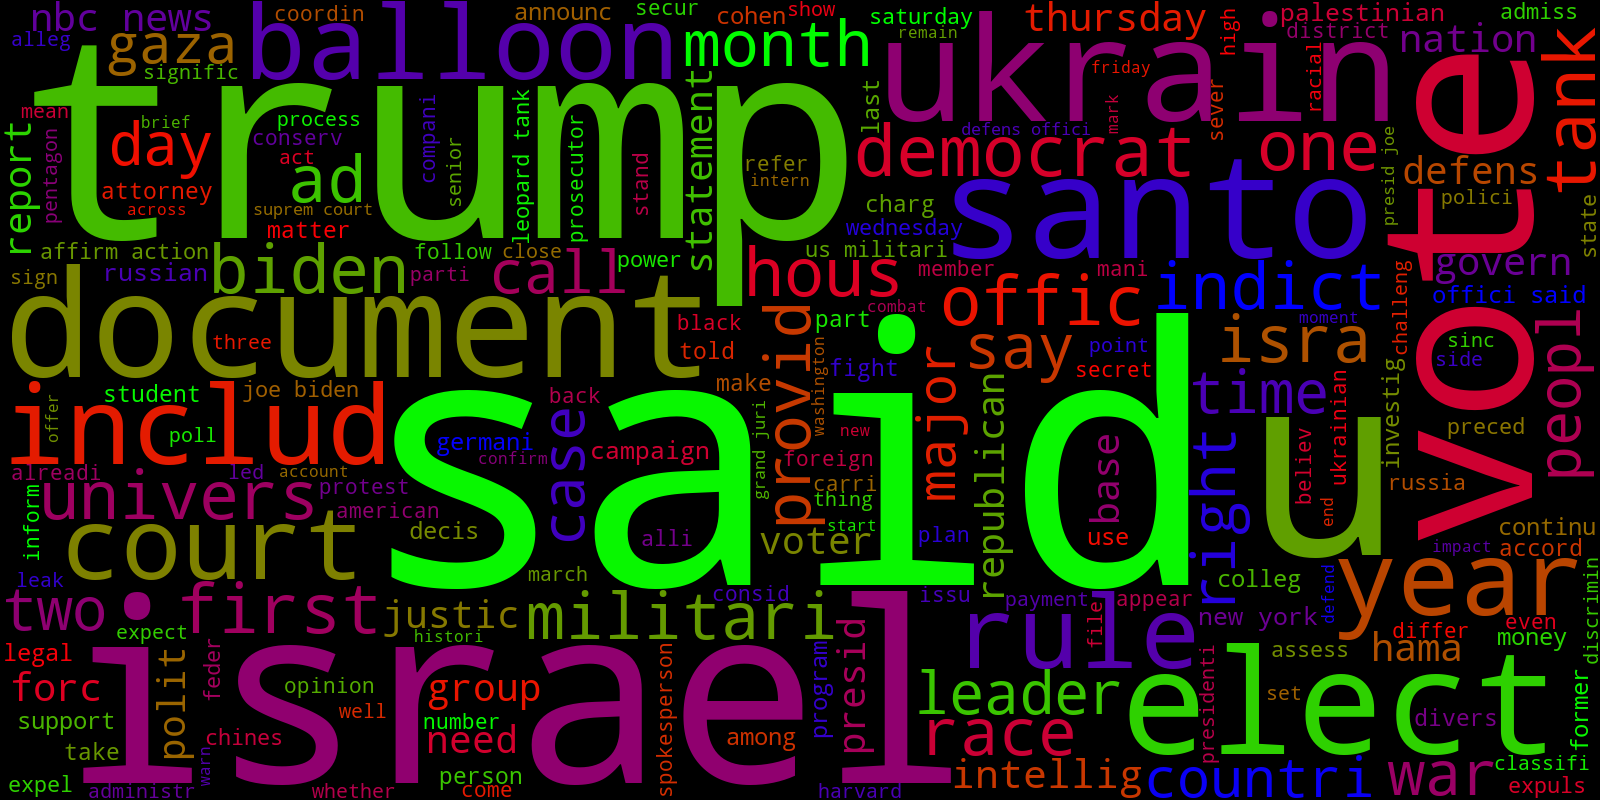 nbc news
coordin
announc
secur
cohen
show
saturday
remain
thursday
high
palestinian
district
admiss
alleg
gaza
balloon
month
ukrain
nation
tank
signific
trump
friday
racial
vote
mean
brief
process
compani
leopard tank
last
mark
sever
report
pentagon
day
conserv
act
ad
senior
prosecutor
stand
statement
refer
intern
democrat
defens offici
one
presid joe
defens
attorney
across
suprem court
matter
charg
santo
polici
state
affirm action
follow
close
power
wednesday
us militari
sign
russian
biden
parti
call
hous
member
mani
indict
govern
document
combat
offic
moment
offici said
challeng
three
black
told
provid
part
say
point
isra
sinc
side
peopl
includ
student
joe biden
make
washington
fight
secret
time
offer
poll
back
said
major
republican
investig
ukrainian
u
preced
germani
confirm
case
campaign
grand juri
new
foreign
right
base
believ
alreadi
led
account
univers
protest
american
carri
thing
start
russia
end
inform
court
decis
alli
voter
plan
use
continu
accord
impact
leak
march
consid
issu
payment
appear
colleg
year
defend
discrimin
two
first
justic
militari
rule
file
new york
differ
even
money
expect
histori
legal
polit
feder
israel
opinion
group
spokesperson
program
presid
leader
elect
assess
hama
forc
well
number
need
race
presidenti
set
divers
former
support
take
chines
among
war
classifi
expel
warn
administr
whether
person
come
harvard
intellig
countri
expuls